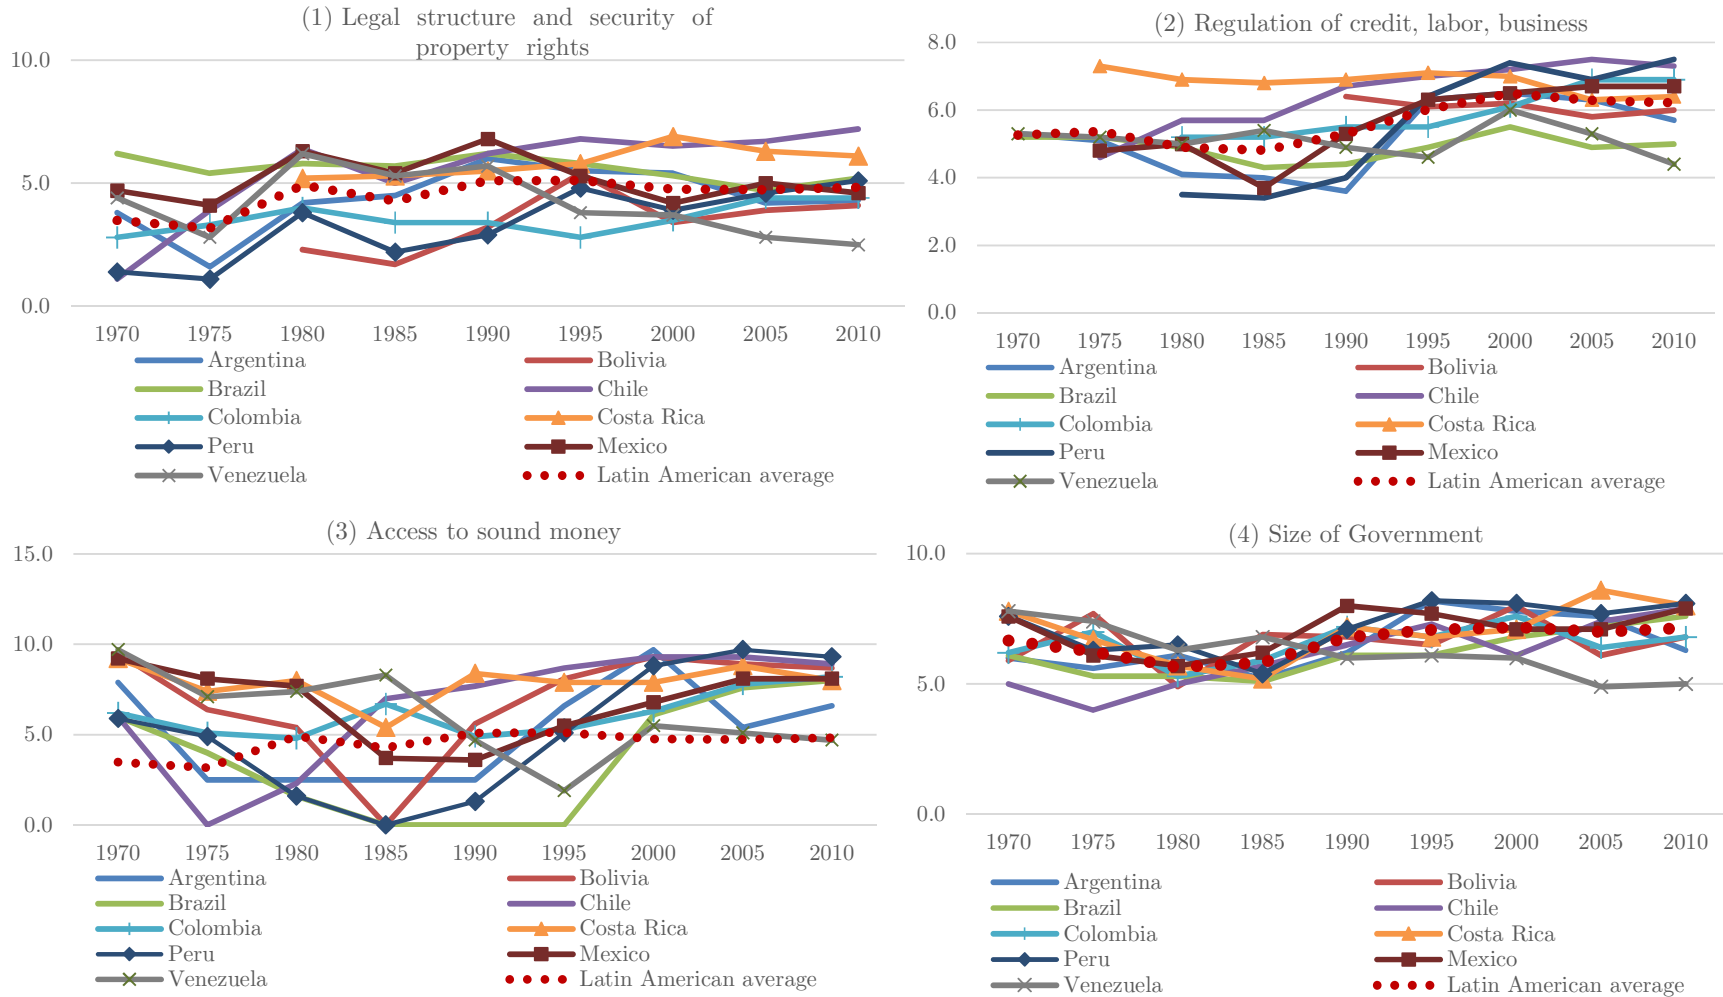 (1) Legal structure and security of
property rights
10.0
5.0
0.0
1970 1975 1980 1985 1990 1995 2000 2005 2010
Argentina Bolivia
Brazil Chile
Colombia Costa Rica
Peru Mexico
Venezuela Latin American average
(2) Regulation of credit, labor, business
8.0
6.0
4.0
2.0
0.0
1970 1975 1980 1985 1990 1995 2000 2005 2010
Argentina Bolivia
Brazil Chile
Colombia Costa Rica
Peru Mexico
Venezuela Latin American average
(3) Access to sound money
15.0
10.0
5.0
0.0
1970 1975 1980 1985 1990 1995 2000 2005 2010
Argentina Bolivia
Brazil Chile
Colombia Costa Rica
Peru Mexico
Venezuela Latin American average
(4) Size of Government
10.0
5.0
0.0
1970 1975 1980 1985 1990 1995 2000 2005 2010
Argentina Bolivia
Brazil Chile
Colombia Costa Rica
Peru Mexico
Venezuela Latin American average